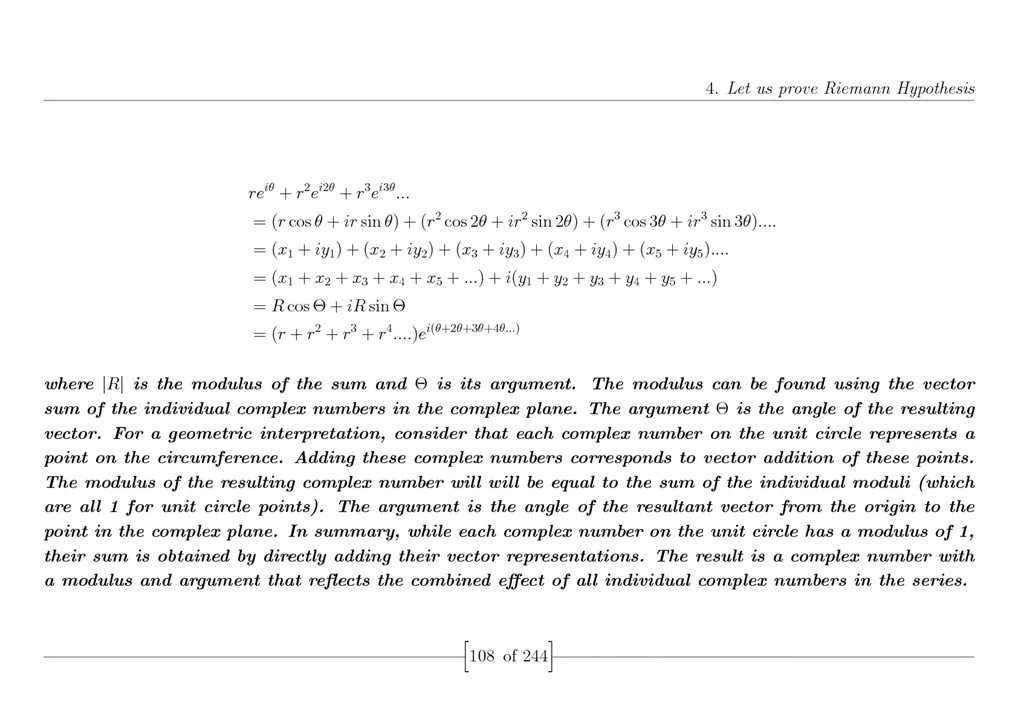 4. Let us prove Riemann Hypothesis
re^{iθ} + r^2e^{i2θ} + r^3e^{i3θ}...
= (r cos θ + ir sin θ) + (r^2 cos 2θ + ir^2 sin 2θ) + (r^3 cos 3θ + ir^3 sin 3θ)....
= (x_1 + iy_1) + (x_2 + iy_2) + (x_3 + iy_3) + (x_4 + iy_4) + (x_5 + iy_5)....
= (x_1 + x_2 + x_3 + x_4 + x_5 + ...) + i(y_1 + y_2 + y_3 + y_4 + y_5 + ...)
= R cos Θ + iR sin Θ
= (r + r^2 + r^3 + r^4....)e^{i(θ+2θ+3θ+4θ...)}
where |R| is the modulus of the sum and Θ is its argument. The modulus can be found using the vector
sum of the individual complex numbers in the complex plane. The argument Θ is the angle of the resulting
vector. For a geometric interpretation, consider that each complex number on the unit circle represents a
point on the circumference. Adding these complex numbers corresponds to vector addition of these points.
The modulus of the resulting complex number will will be equal to the sum of the individual moduli (which
are all 1 for unit circle points). The argument is the angle of the resultant vector from the origin to the
point in the complex plane. In summary, while each complex number on the unit circle has a modulus of 1,
their sum is obtained by directly adding their vector representations. The result is a complex number with
a modulus and argument that reflects the combined effect of all individual complex numbers in the series.
[108 of 244]